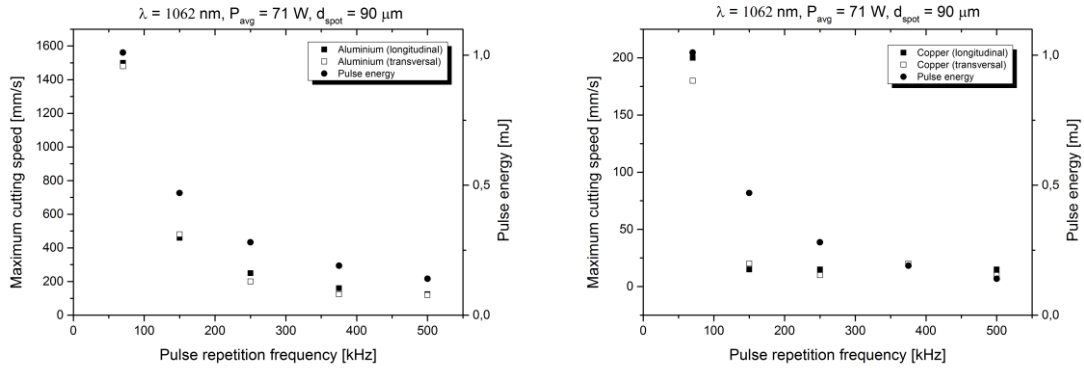 λ = 1062 nm, P_avg = 71 W, d_spot = 90 μm
1600
1400
1200
1000
800
600
400
200
0
Maximum cutting speed [mm/s]
Aluminium (longitudinal)
Aluminium (transversal)
Pulse energy
1,0
0,5
0,0
Pulse energy [mJ]
0 100 200 300 400 500
Pulse repetition frequency [kHz]
λ = 1062 nm, P_avg = 71 W, d_spot = 90 μm
200
175
150
125
100
75
50
25
0
Maximum cutting speed [mm/s]
Copper (longitudinal)
Copper (transversal)
Pulse energy
1,0
0,5
0,0
Pulse energy [mJ]
0 100 200 300 400 500
Pulse repetition frequency [kHz]